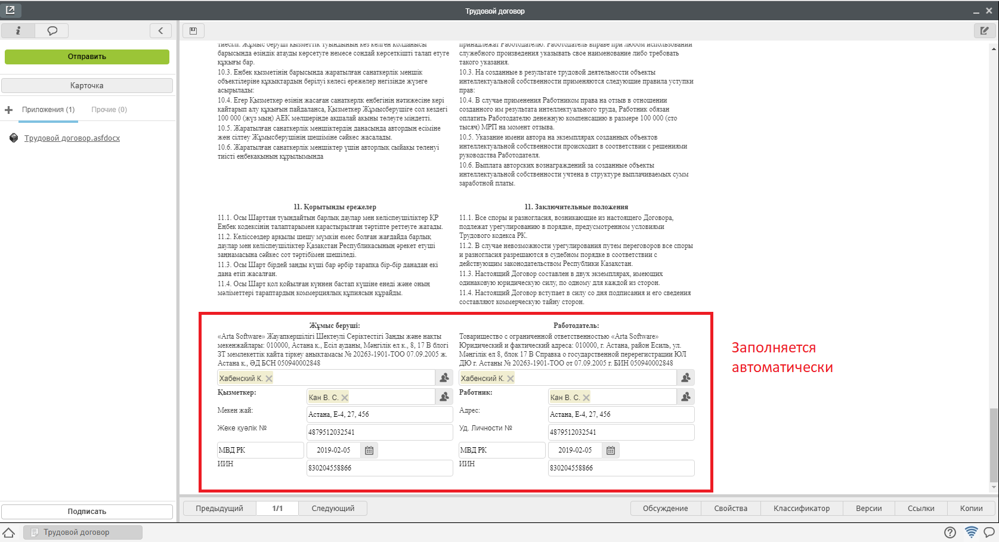 Трудовой договор
Отправить
Карточка
Приложения (1)
Прочие (0)
Трудовой договор.asfdocx
Подписать
тиесілі. Жұмыс беруші қызметтік туындының кез келген қолданысы
барысында өзіндік атауды көрсетуге немесе сондай көрсеткішті талап етуге
құқығы бар.
10.3. Еңбек қызметінің барысында жаратылған санаткерлік меншік
объектілеріне құқықтардың берілуі келесі ережелер негізінде жүзеге
асырылады:
10.4. Егер Қызметкер өзінің жасаған санаткерлк еңбегінің нәтижесіне кері
қайтарып алу құқығын пайдаланса, Қызметкер Жұмысберушіге сол кездегі
100 000 (жүз мың) АЕК мөлшерінде ақшалай ақыны төлеуге міндетті.
10.5. Жаратылған санаткерлік меншіктердің данасында автордың есіміне
жөн сілтеу Жұмысберушінің шешіміне сәйкес жасалады.
10.6. Жаратылған санаткерлік меншіктер үшін авторлық сыйақы төленуі
тиісті еңбекақының құрылымында
принадлежат Работодателю. Работодатель вправе при любом использовании
служебного произведения указывать свое наименование либо требовать
такого указания.
10.3. На созданные в результате трудовой деятельности объекты
интеллектуальной собственности применяются следующие правила уступки
прав:
10.4. В случае применения Работником права на отзыв в отношении
созданного им результата интеллектуального труда, Работник обязан
оплатить Работодателю денежную компенсацию в размере 100 000 (сто
тысяч) МРП на момент отзыва.
10.5. Указание имени автора на экземплярах созданных объектов
интеллектуальной собственности происходит в соответствии с решениями
руководства Работодателя.
10.6. Выплата авторских вознаграждений за созданные объекты
интеллектуальной собственности учтена в структуре выплачиваемых сумм
заработной платы.
11. Қорытынды ережелер
11.1. Осы Шарттан туындайтын барлық даулар мен келіспеушіліктер ҚР
Еңбек кодексінің талаптарымен қарастырылған тәртіпте реттеуге жатады.
11.2. Келіссөздер арқылы шешу мүмкін емес болған жағдайда барлық
даулар мен келіспеушіліктер Қазақстан Республикасының әрекет етуші
заңнамасына сәйкес сот тәртібімен шешіледі.
11.3. Осы Шарт бірдей заңды күші бар әрбір тарапқа бір-бір данадан екі
дана етіп жасалған.
11.4. Осы Шарт қол қойылған күннен бастап күшіне енеді және оның
мәліметтері тараптардың коммерциялық құпиясын құрайды.
11. Заключительные положения
11.1. Все споры и разногласия, возникающие из настоящего Договора,
подлежат урегулированию в порядке, предусмотренном условиями
Трудового кодекса РК.
11.2. В случае невозможности урегулирования путем переговоров все споры
и разногласия разрешаются в судебном порядке в соответствии с
действующим законодательством Республики Казахстан.
11.3. Настоящий Договор составлен в двух экземплярах, имеющих
одинаковую юридическую силу, по одному для каждой из сторон.
11.4. Настоящий Договор вступает в силу со дня подписания и его сведения
составляют коммерческую тайну сторон.
Жұмыс беруші:
«Arta Software» Жауапкершілігі Шектеулі Серіктестігі Заңды және нақты
мекенжайлары: 010000, Астана қ., Есіл ауданы, Мәңгілік ел к., 8, 17 В блогі
ЗТ мемлекеттік қайта тіркеу анықтамасы № 20263-1901-ТОО 07.09.2005 ж.
Астана қ., ӘД БСН 050940002848
Хабенский К.
Қызметкер:
Кан В. С.
Мекен жай:
Астана, Е-4, 27, 456
Жеке куәлік №
4879512032541
МВД РК
2019-02-05
ИИН
830204558866
Работодатель:
Товарищество с ограниченной ответственностью «Arta Software»
Юридический и фактический адреса: 010000, г. Астана, район Есиль, ул.
Мәңгілік ел 8, блок 17 В Справка о государственной перерегистрации ЮЛ
ДЮ г. Астаны № 20263-1901-ТОО от 07.09.2005 г. БИН 050940002848
Хабенский К.
Работник:
Кан В. С.
Адрес:
Астана, Е-4, 27, 456
Уд. Личности №
4879512032541
МВД РК
2019-02-05
ИИН
830204558866
Заполняется
автоматически
Предыдущий
1/1
Следующий
Обсуждение
Свойства
Классификатор
Версии
Ссылки
Копии
Трудовой договор